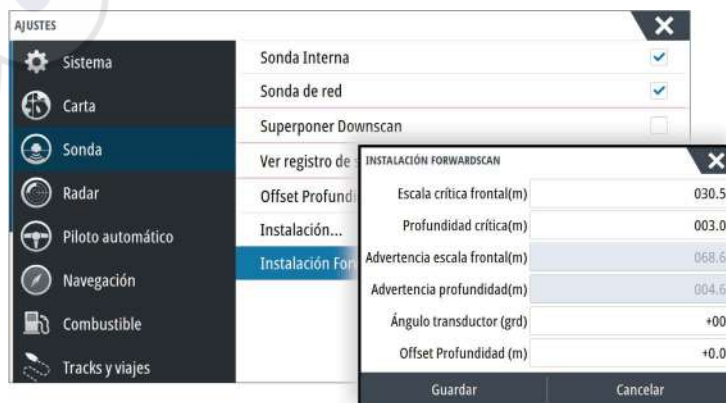 AJUSTES
Sistema
Carta
Sonda
Radar
Piloto automático
Navegación
Combustible
Tracks y viajes
Sonda Interna
Sonda de red
Superponer Downscan
Ver registro de
Offset Profundi
Instalación...
Instalación For
INSTALACIÓN FORWARDSCAN
Escala crítica frontal(m) 030.5
Profundidad crítica(m) 003.0
Advertencia escala frontal(m) 068.6
Advertencia profundidad(m) 004.6
Ángulo transductor (grd) +00
Offset Profundidad (m) +0.0
Guardar Cancelar